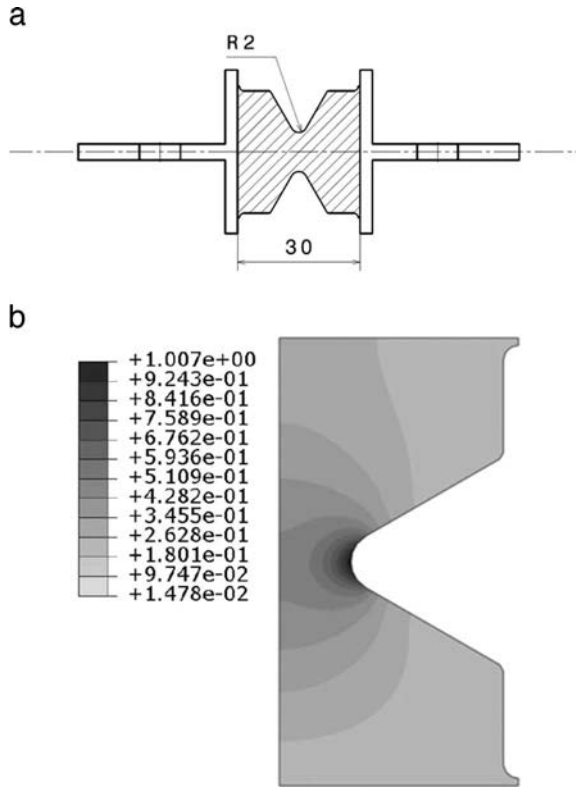 a
R2
30
b
+1.007e+00
+9.243e-01
+8.416e-01
+7.589e-01
+6.762e-01
+5.936e-01
+5.109e-01
+4.282e-01
+3.455e-01
+2.628e-01
+1.801e-01
+9.747e-02
+1.478e-02